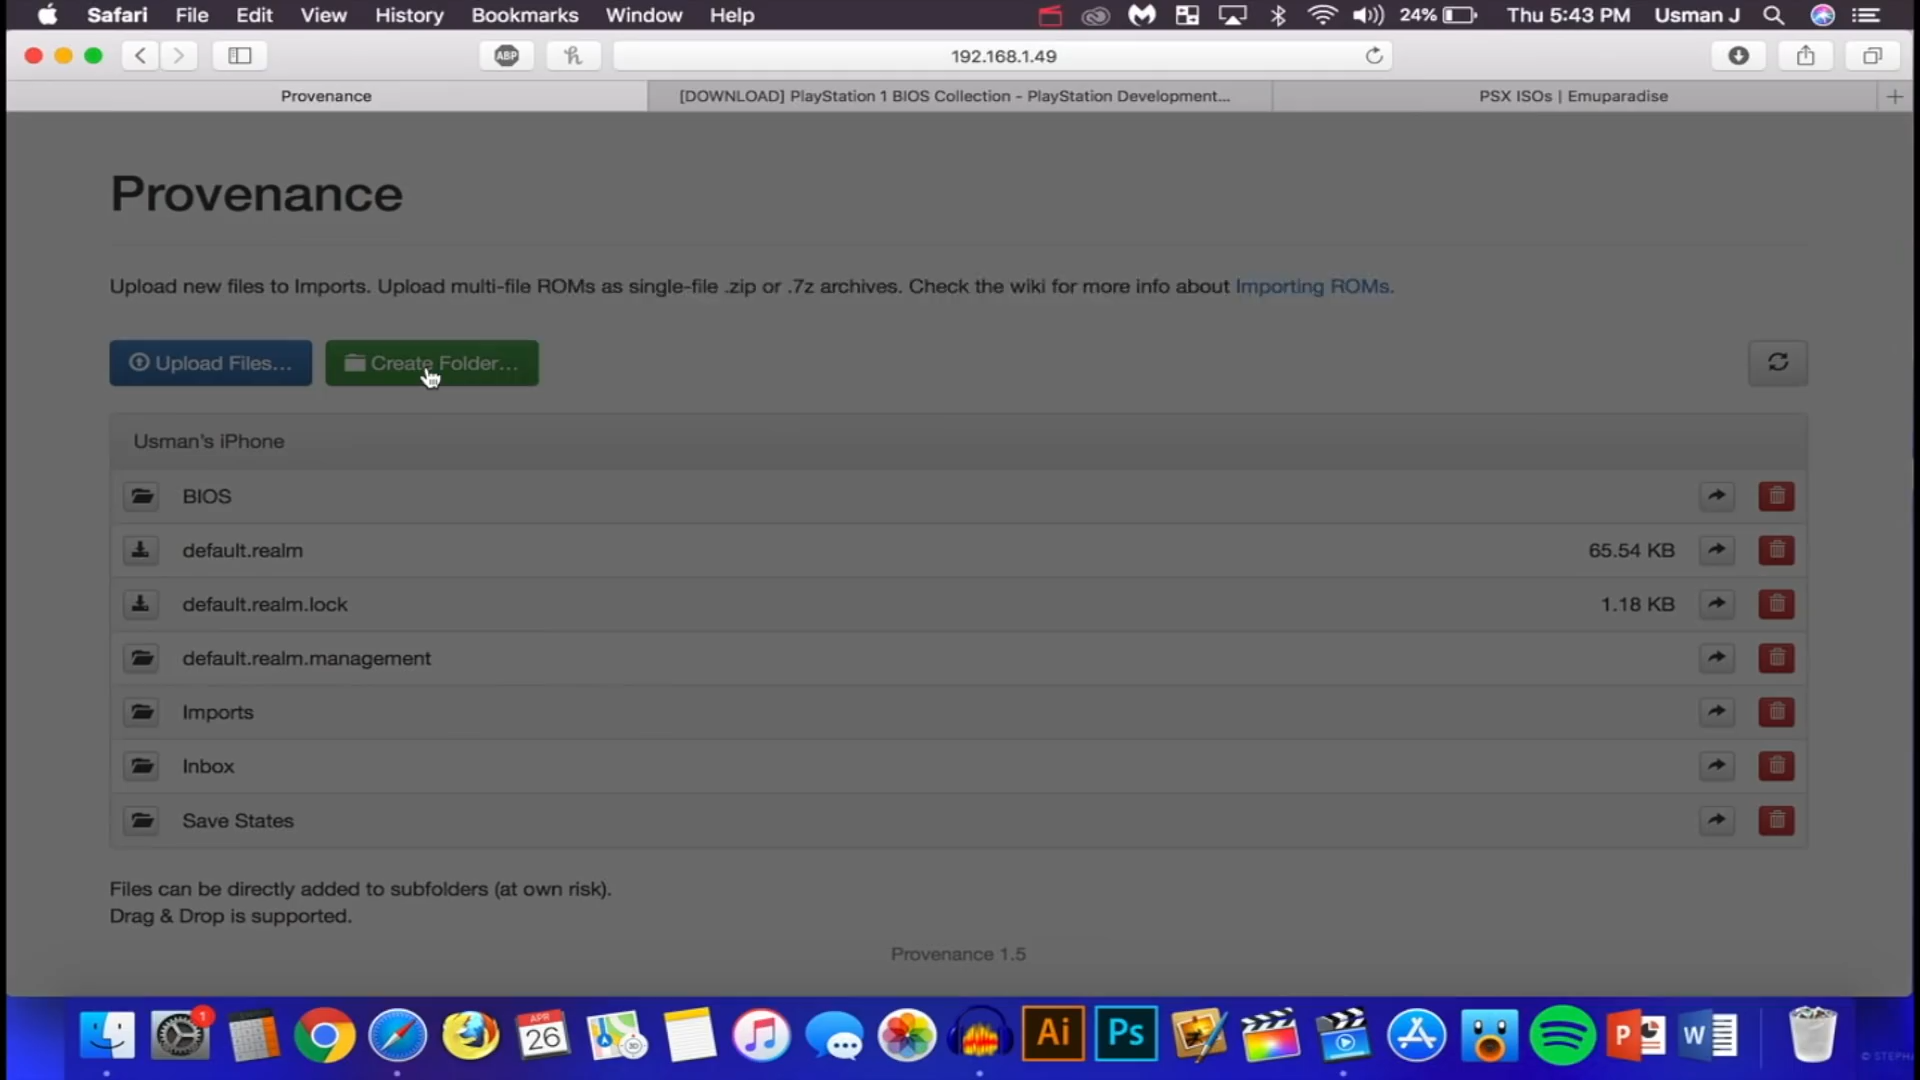 Safari File Edit View History Bookmarks Window Help 24% Thu 5:43 PM Usman J
ABP 192.168.1.49
Provenance [DOWNLOAD] PlayStation 1 BIOS Collection - PlayStation Development... PSX ISOs | Emuparadise
Provenance
Upload new files to Imports. Upload multi-file ROMs as single-file .zip or .7z archives. Check the wiki for more info about Importing ROMs.
Upload Files... Create Folder...
Usman's iPhone
BIOS
default.realm 65.54 KB
default.realm.lock 1.18 KB
default.realm.management
Imports
Inbox
Save States
Files can be directly added to subfolders (at own risk).
Drag & Drop is supported.
Provenance 1.5
1 APR 26 3D Ai Ps P W